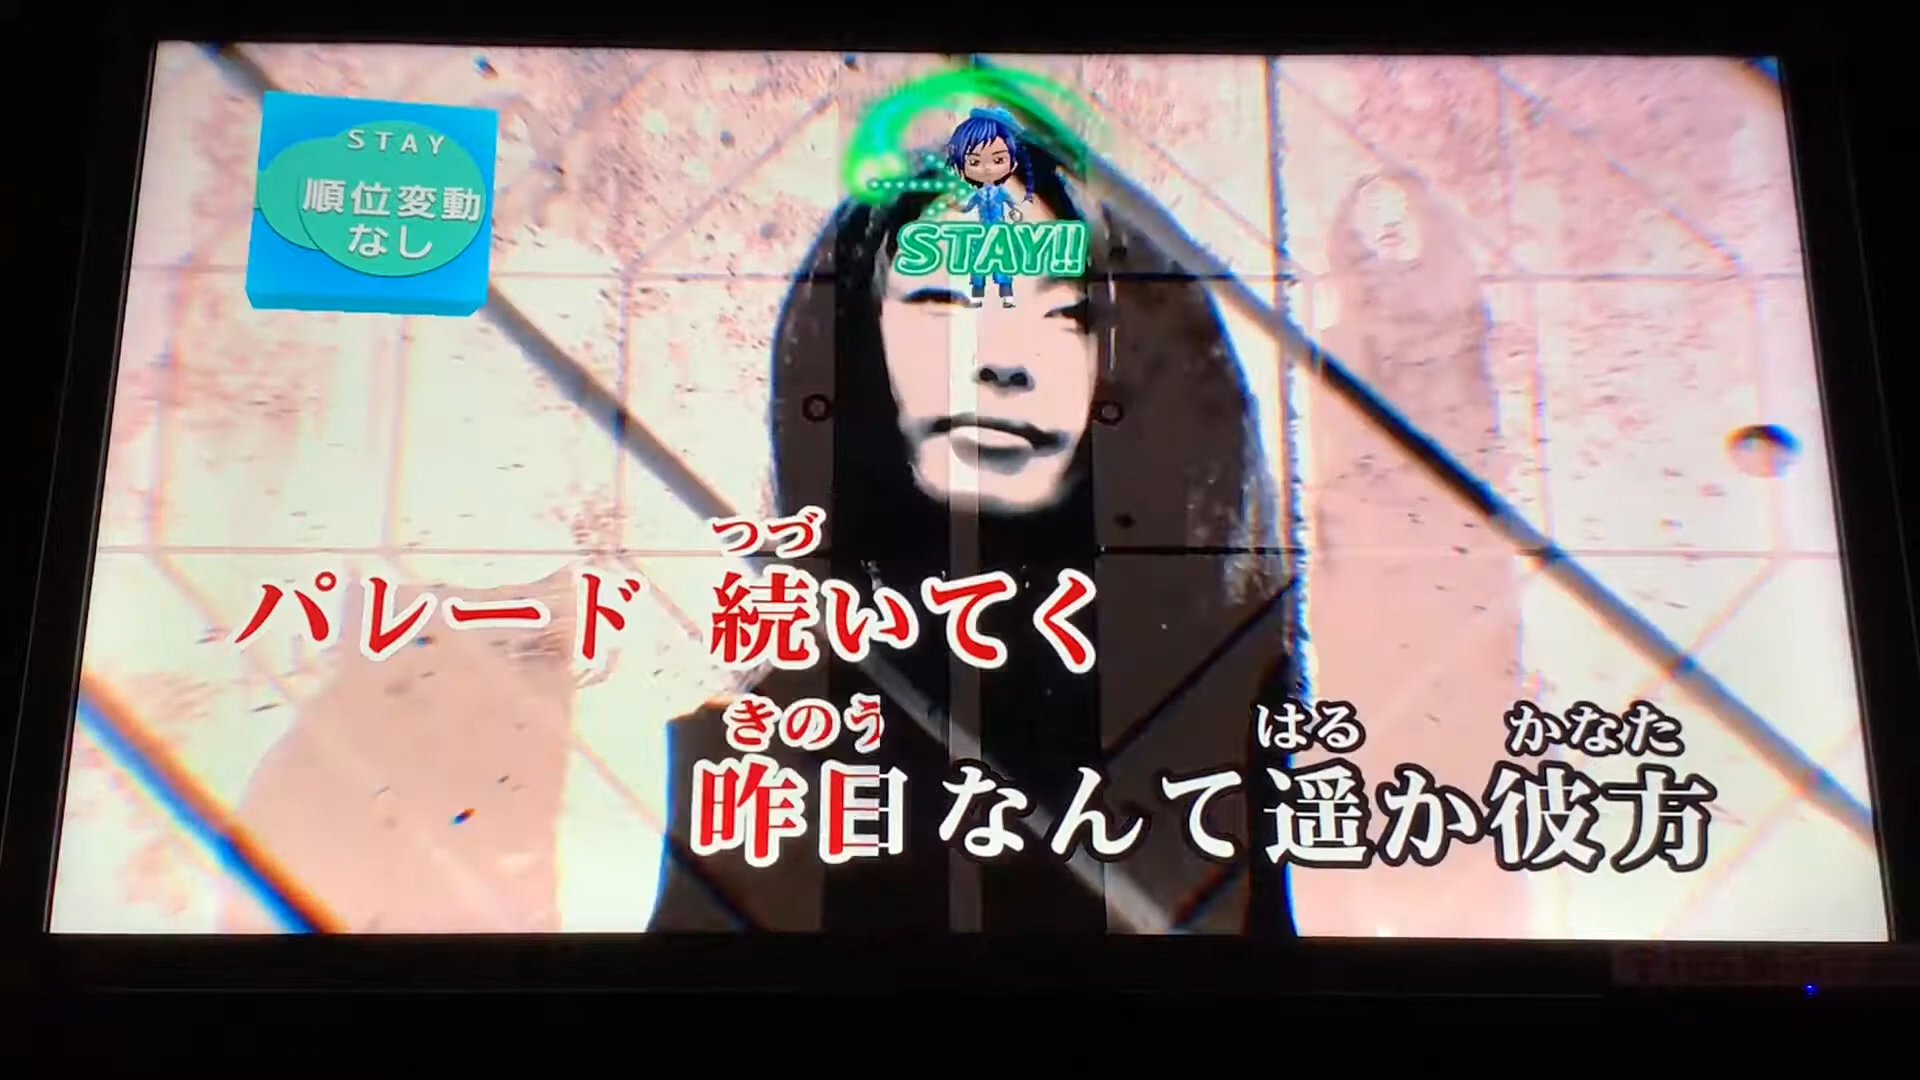 STAY
順位変動
なし
STAY!!
つづ
パレード 続いてく
きのう はる かなた
昨日なんて遥か彼方